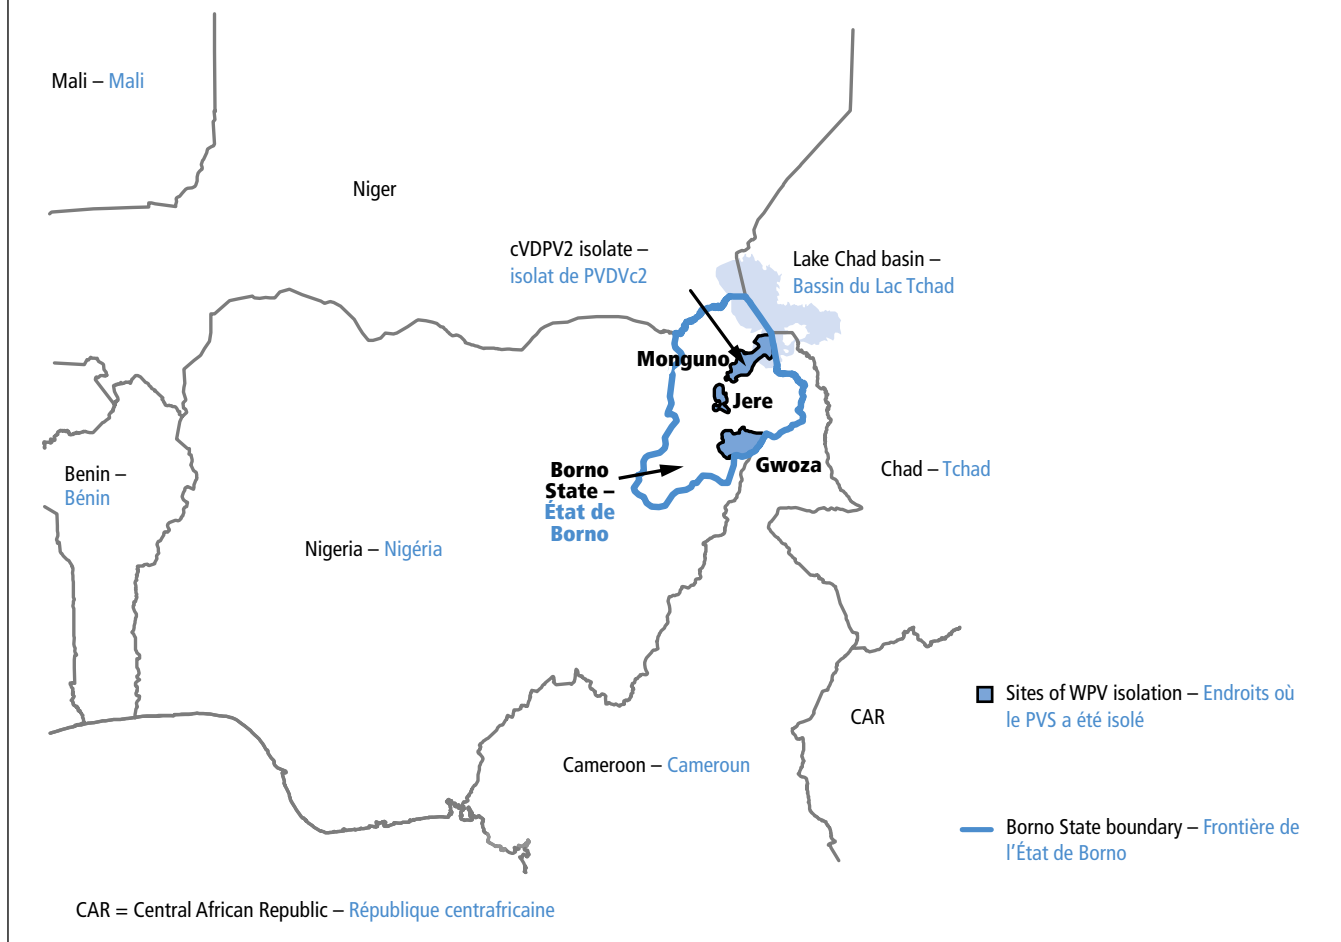 Mali – Mali
Niger
cVDPV2 isolate –
isolat de PVDVc2
Lake Chad basin –
Bassin du Lac Tchad
Monguno
Jere
Gwoza
Borno
State –
État de
Borno
Benin –
Bénin
Chad – Tchad
Nigeria – Nigéria
Sites of WPV isolation – Endroits où
le PVS a été isolé
CAR
Cameroon – Cameroun
Borno State boundary – Frontière de
l'État de Borno
CAR = Central African Republic – République centrafricaine